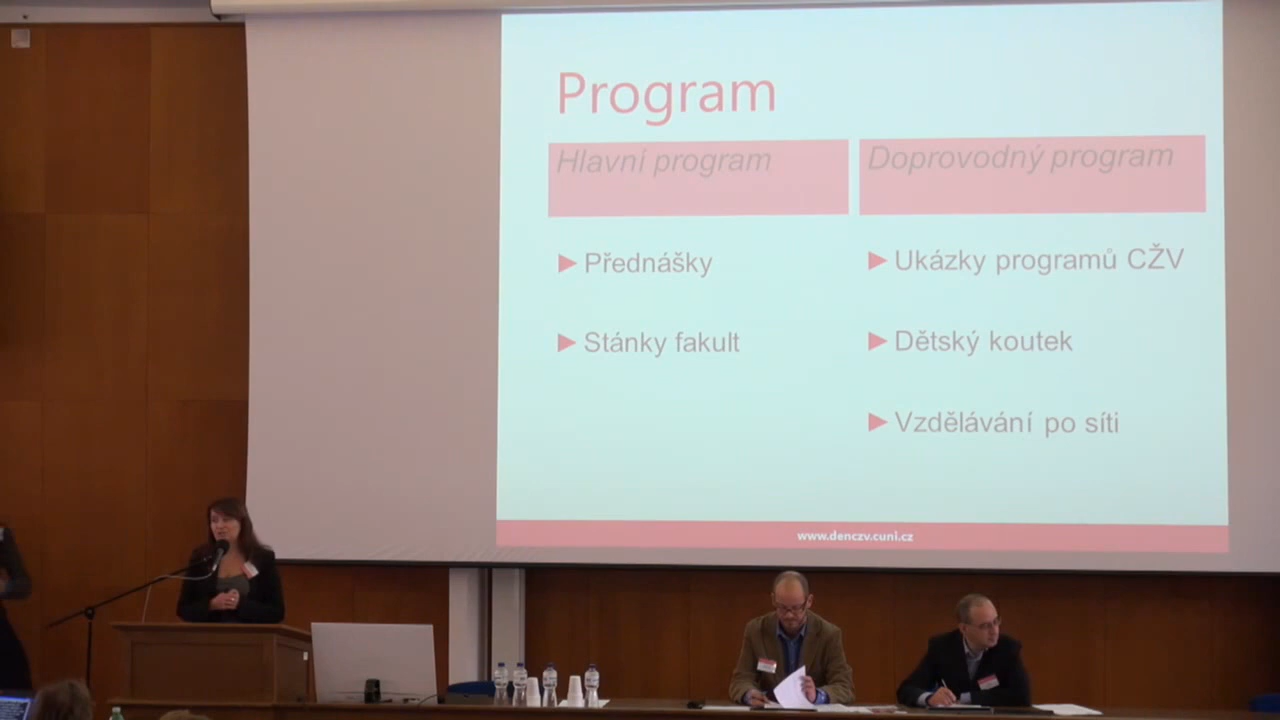 Program
Hlavní program
Přednášky
Stánky fakult
Doprovodný program
Ukázky programů CŽV
Dětský koutek
Vzdělávání po síti
www.denczv.cuni.cz